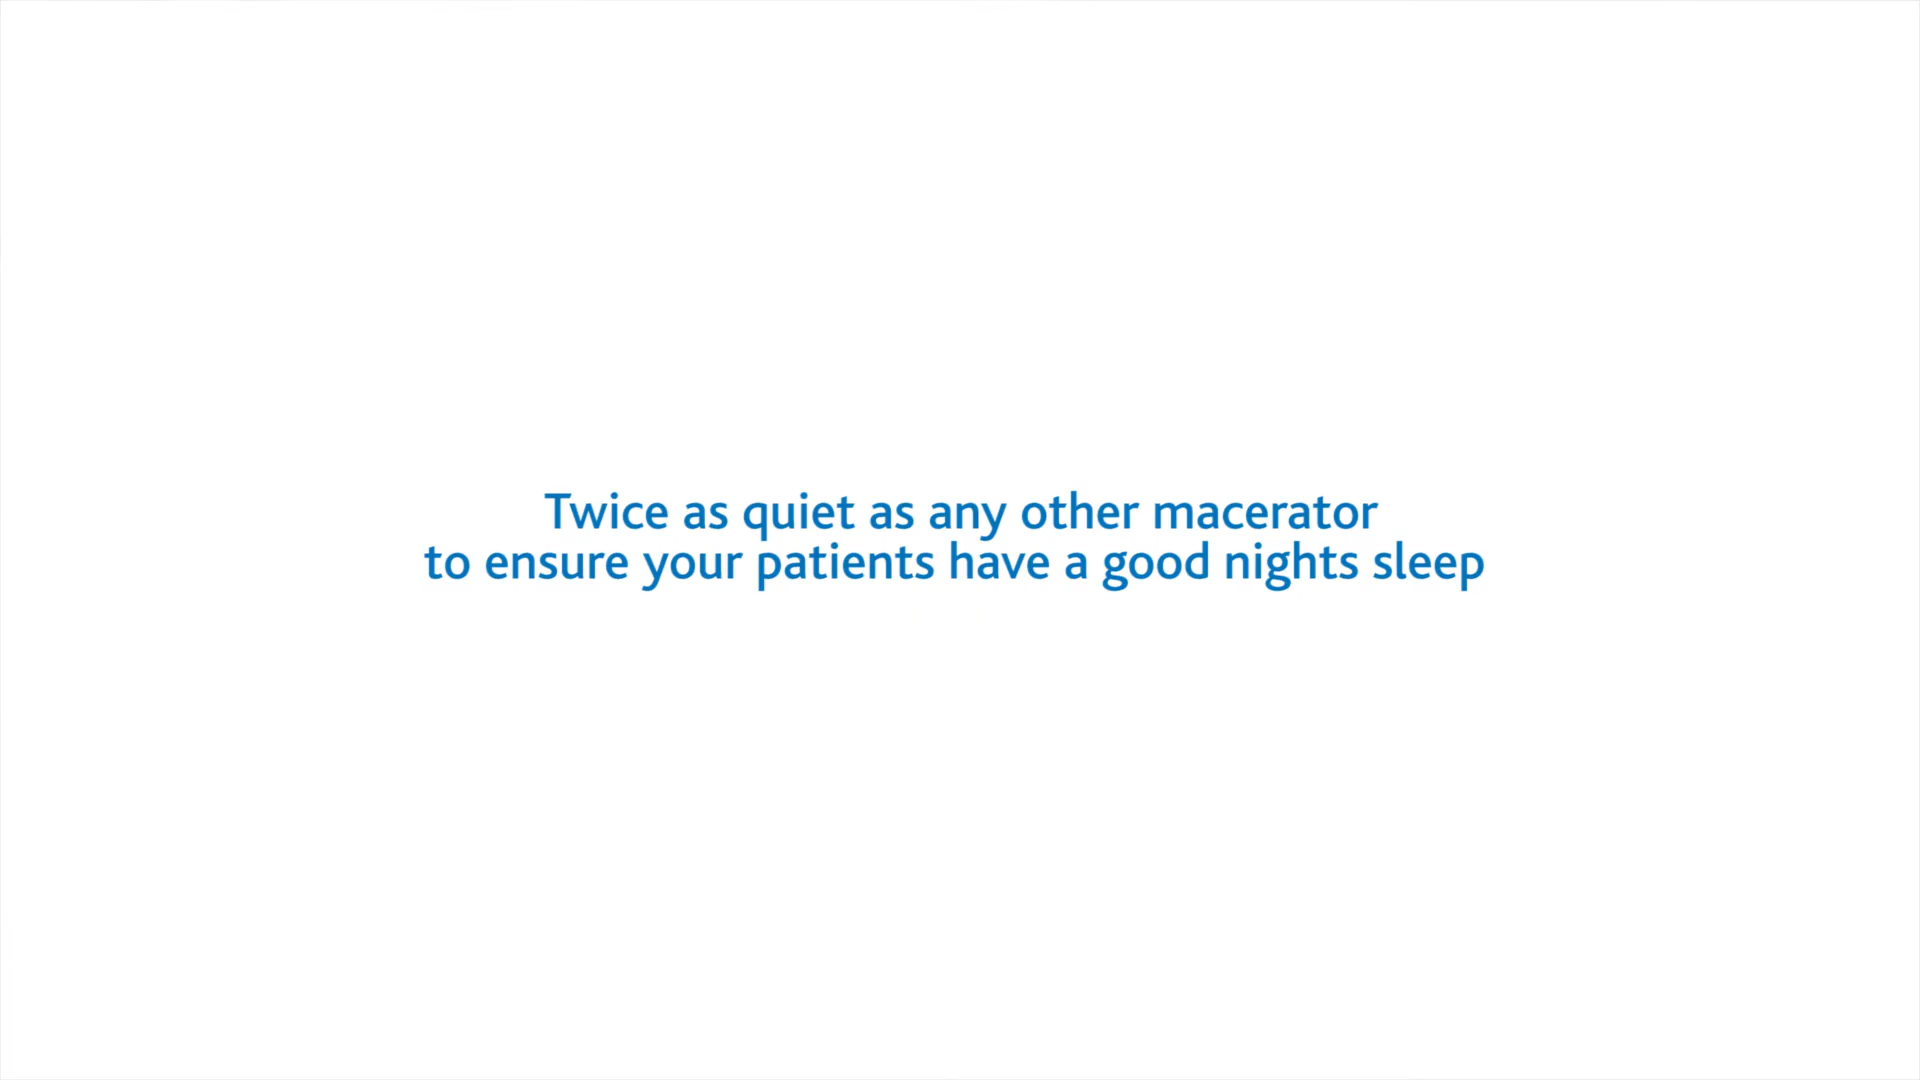 Twice as quiet as any other macerator
to ensure your patients have a good nights sleep